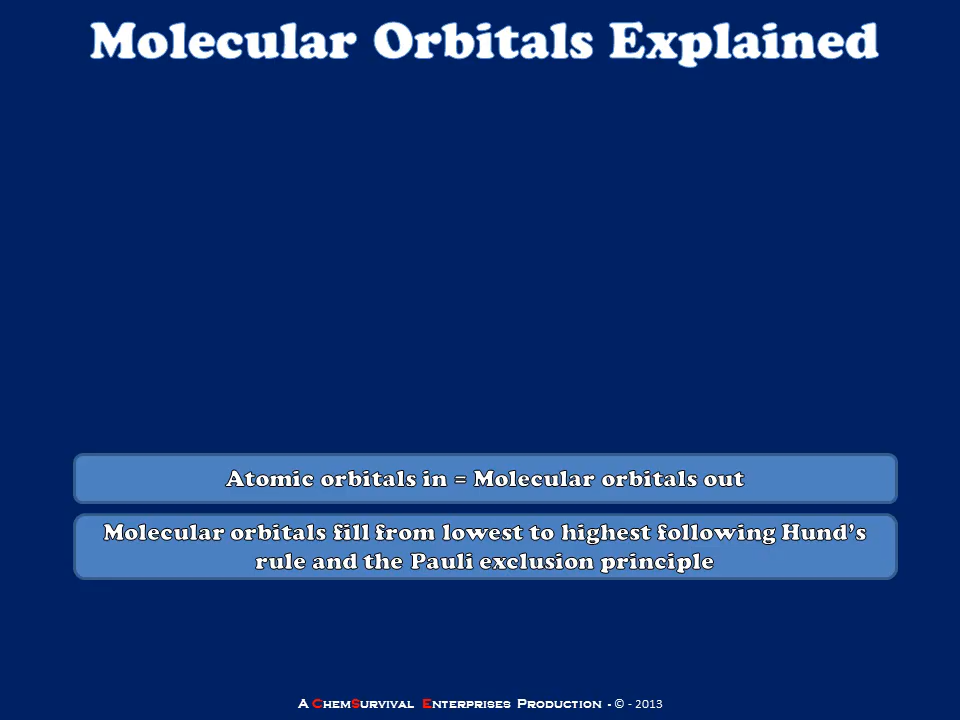 Molecular Orbitals Explained
Atomic orbitals in = Molecular orbitals out
Molecular orbitals fill from lowest to highest following Hund’s
rule and the Pauli exclusion principle
A ChemSurvival Enterprises Production - © - 2013